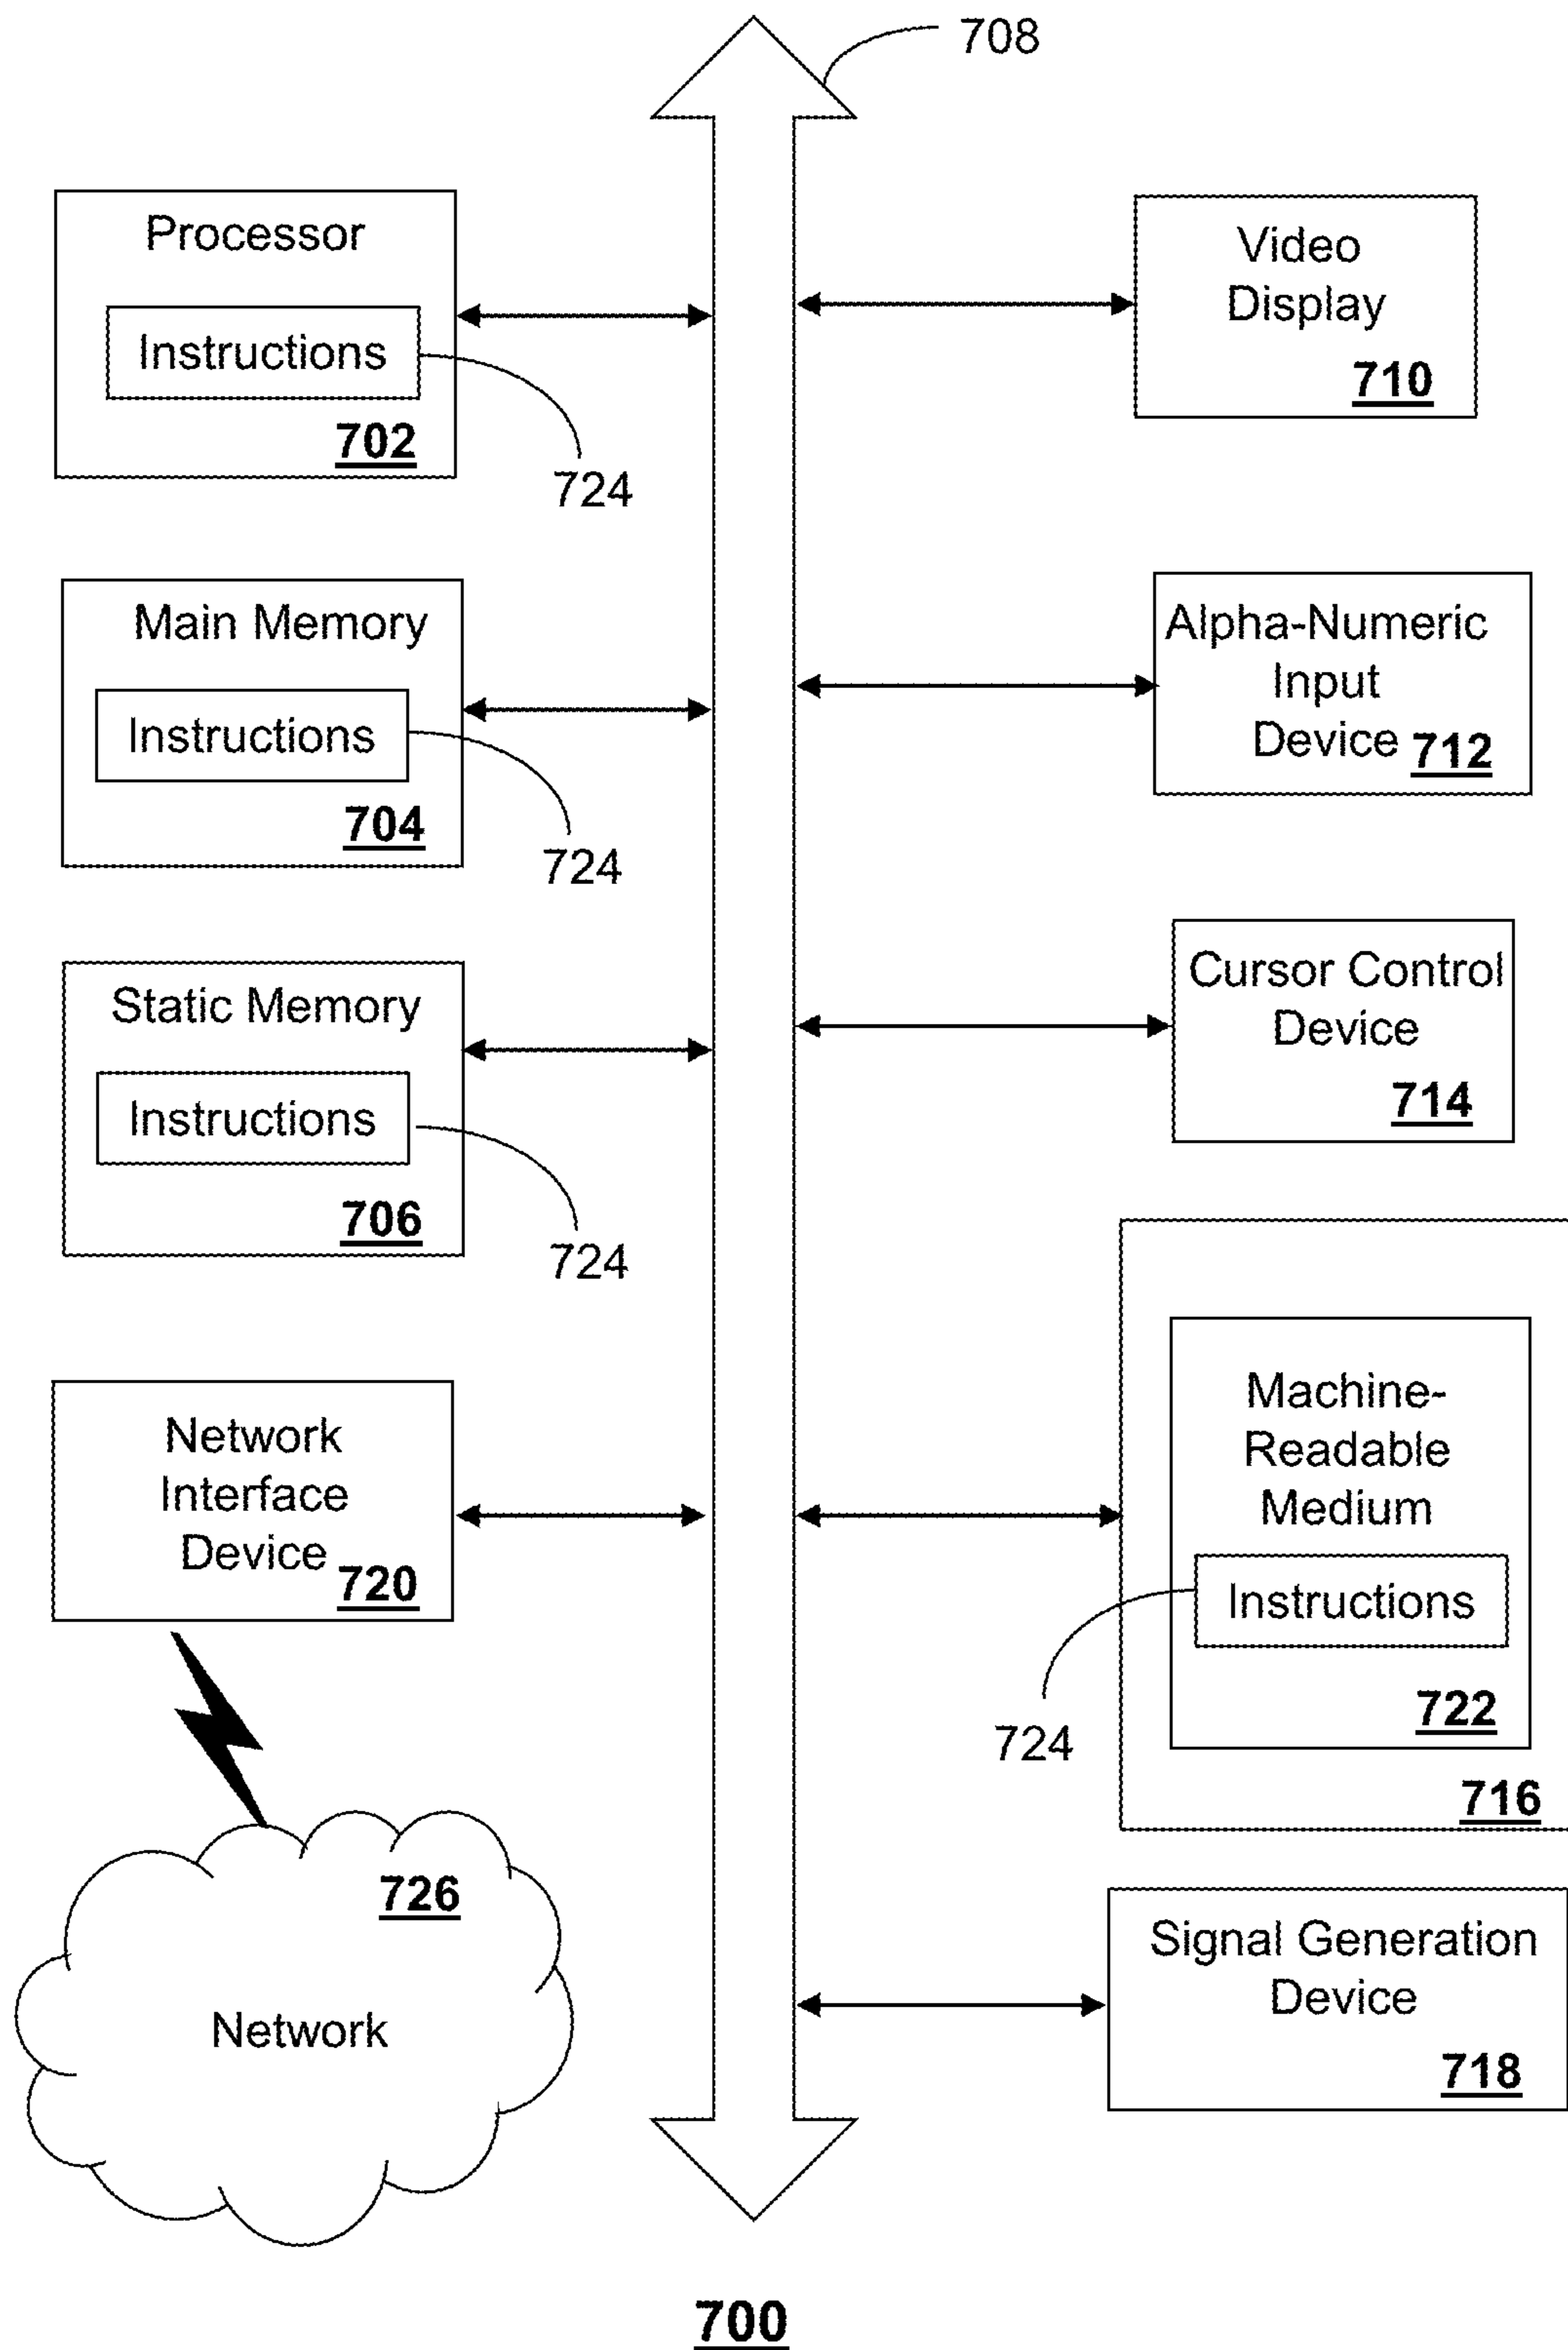 708
Processor
Instructions
702
724
Video
Display
710
Main Memory
Instructions
704
724
Alpha-Numeric
Input
Device 712
Static Memory
Instructions
706
724
Cursor Control
Device
714
Network
Interface
Device 720
Machine-
Readable
Medium
Instructions
724
722
716
726
Network
Signal Generation
Device
718
700